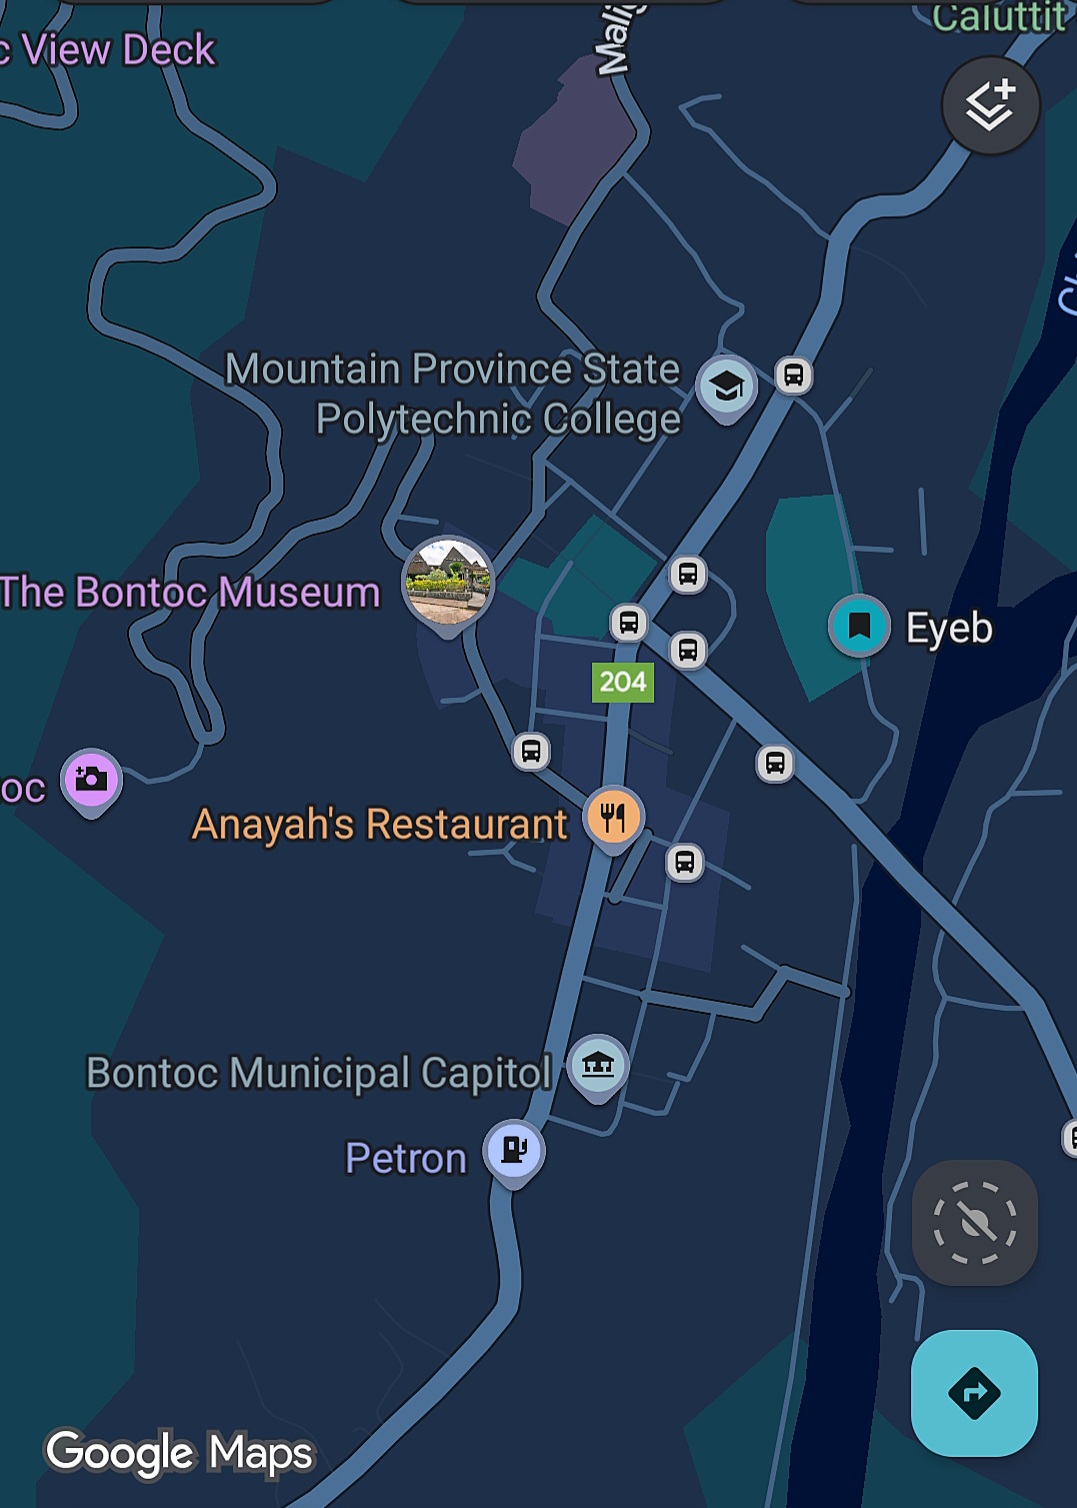 Caluttit
c View Deck
Mountain Province State
Polytechnic College
The Bontoc Museum
Eyeb
204
oc
Anayah's Restaurant
Bontoc Municipal Capitol
Petron
Google Maps